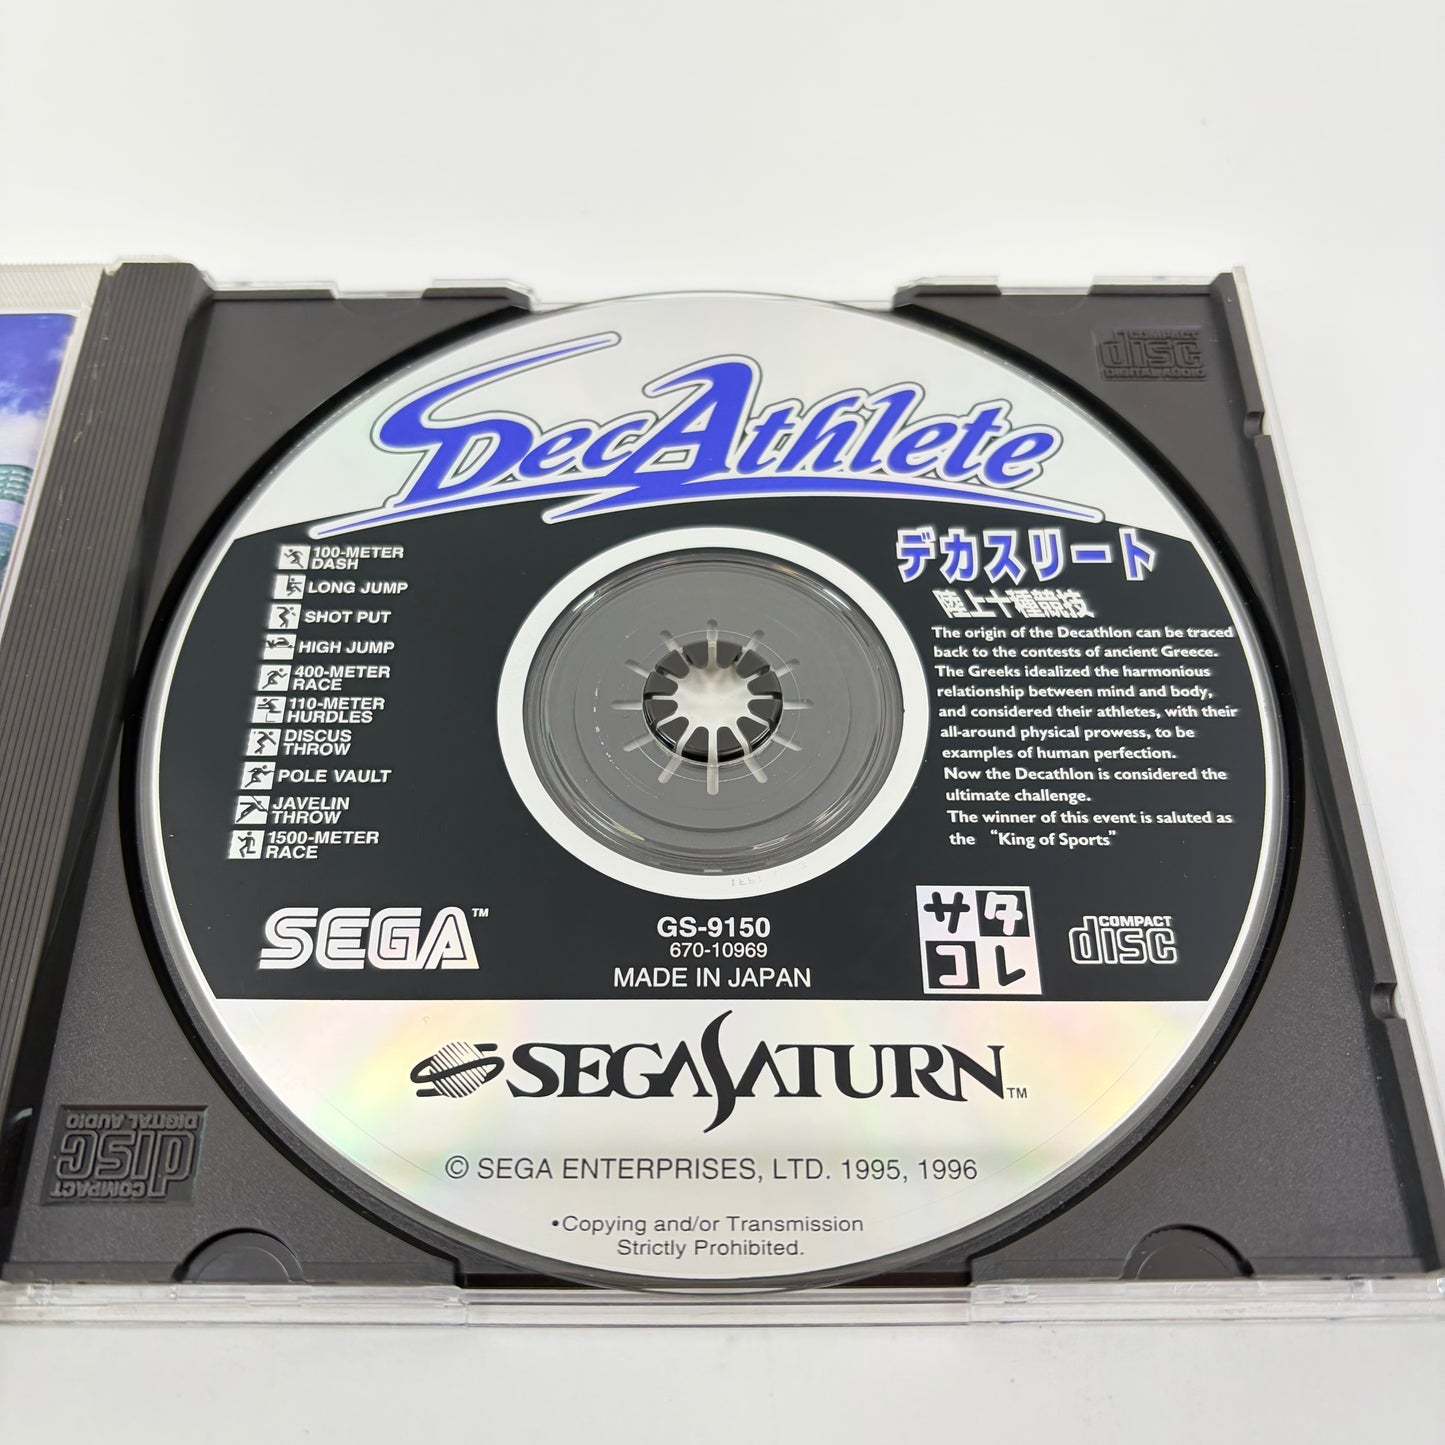 COMPACT
disc
DIGITAL AUDIO
DecAthlete
デカスリート
陸上十種競技
100-METER
DASH
LONG JUMP
SHOT PUT
HIGH JUMP
400-METER
RACE
110-METER
HURDLES
DISCUS
THROW
POLE VAULT
JAVELIN
THROW
1500-METER
RACE
The origin of the Decathlon can be traced
back to the contests of ancient Greece.
The Greeks idealized the harmonious
relationship between mind and body,
and considered their athletes, with their
all-around physical prowess, to be
examples of human perfection.
Now the Decathlon is considered the
ultimate challenge.
The winner of this event is saluted as
the “King of Sports”
SEGA™
GS-9150
670-10969
MADE IN JAPAN
サタ
コレ
COMPACT
disc
SEGA SATURN™
© SEGA ENTERPRISES, LTD. 1995, 1996
•Copying and/or Transmission
Strictly Prohibited.
COMPACT
disc
DIGITAL AUDIO